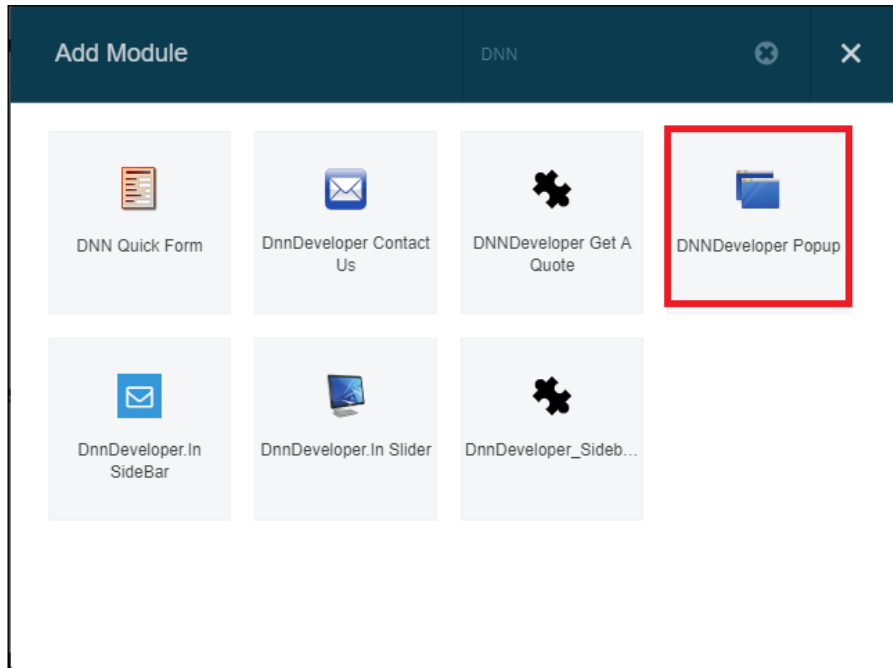 Add Module
DNN
DNN Quick Form
DnnDeveloper Contact
Us
DNNDeveloper Get A
Quote
DNNDeveloper Popup
DnnDeveloper.In
SideBar
DnnDeveloper.In Slider
DnnDeveloper_Sideb...